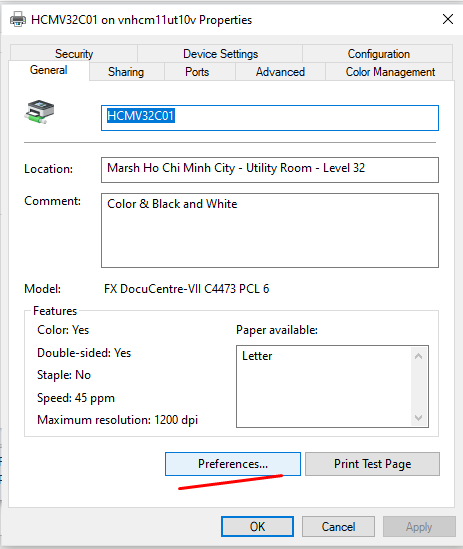 HCMV32C01 on vnhcm11ut10v Properties
Security Device Settings Configuration
General Sharing Ports Advanced Color Management
HCMV32C01
Location: Marsh Ho Chi Minh City - Utility Room - Level 32
Comment: Color & Black and White
Model: FX DocuCentre-VII C4473 PCL 6
Features
Color: Yes
Paper available:
Double-sided: Yes
Letter
Staple: No
Speed: 45 ppm
Maximum resolution: 1200 dpi
Preferences... Print Test Page
OK Cancel Apply